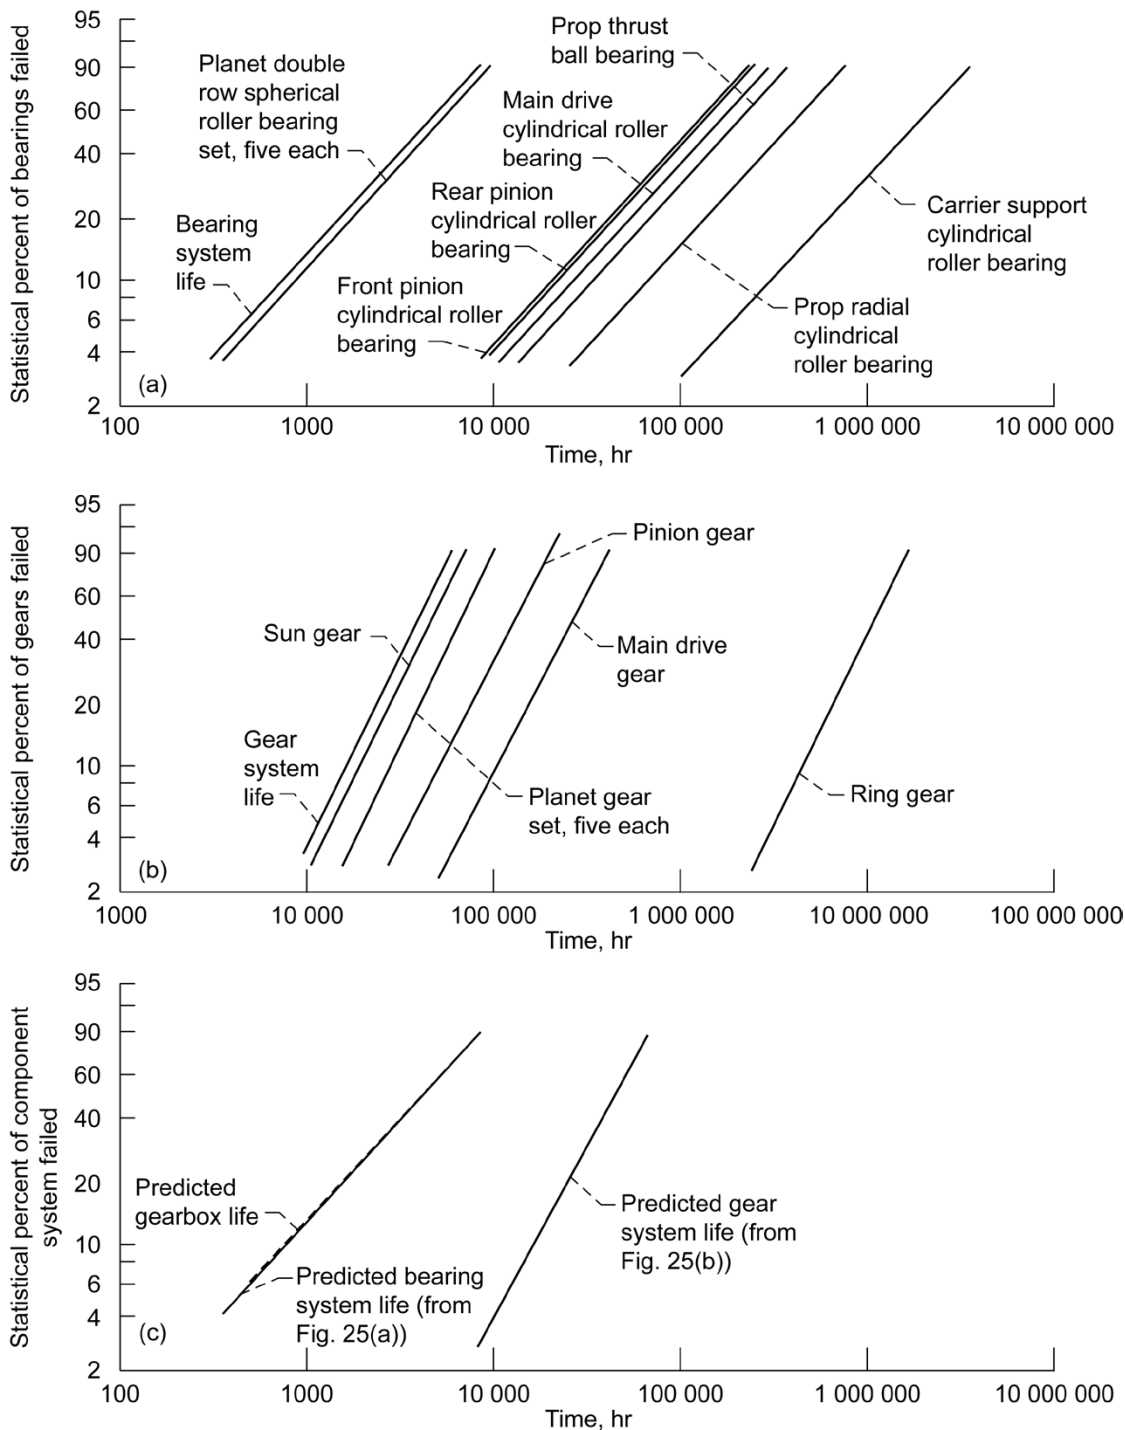 95
90
60
40
20
10
6
4
2
Statistical percent of bearings failed
Planet double
row spherical
roller bearing
set, five each
Bearing
system
life
Prop thrust
ball bearing
Main drive
cylindrical roller
bearing
Rear pinion
cylindrical roller
bearing
Front pinion
cylindrical roller
bearing
Carrier support
cylindrical
roller bearing
Prop radial
cylindrical
roller bearing
(a)
100 1000 10 000 100 000 1 000 000 10 000 000
Time, hr
95
90
60
40
20
10
6
4
2
Statistical percent of gears failed
Pinion gear
Sun gear
Main drive
gear
Gear
system
life
Planet gear
set, five each
Ring gear
(b)
1000 10 000 100 000 1 000 000 10 000 000 100 000 000
Time, hr
95
90
60
40
20
10
6
4
2
Statistical percent of component
system failed
Predicted
gearbox life
Predicted bearing
system life (from
Fig. 25(a))
Predicted gear
system life (from
Fig. 25(b))
(c)
100 1000 10 000 100 000 1 000 000 10 000 000
Time, hr